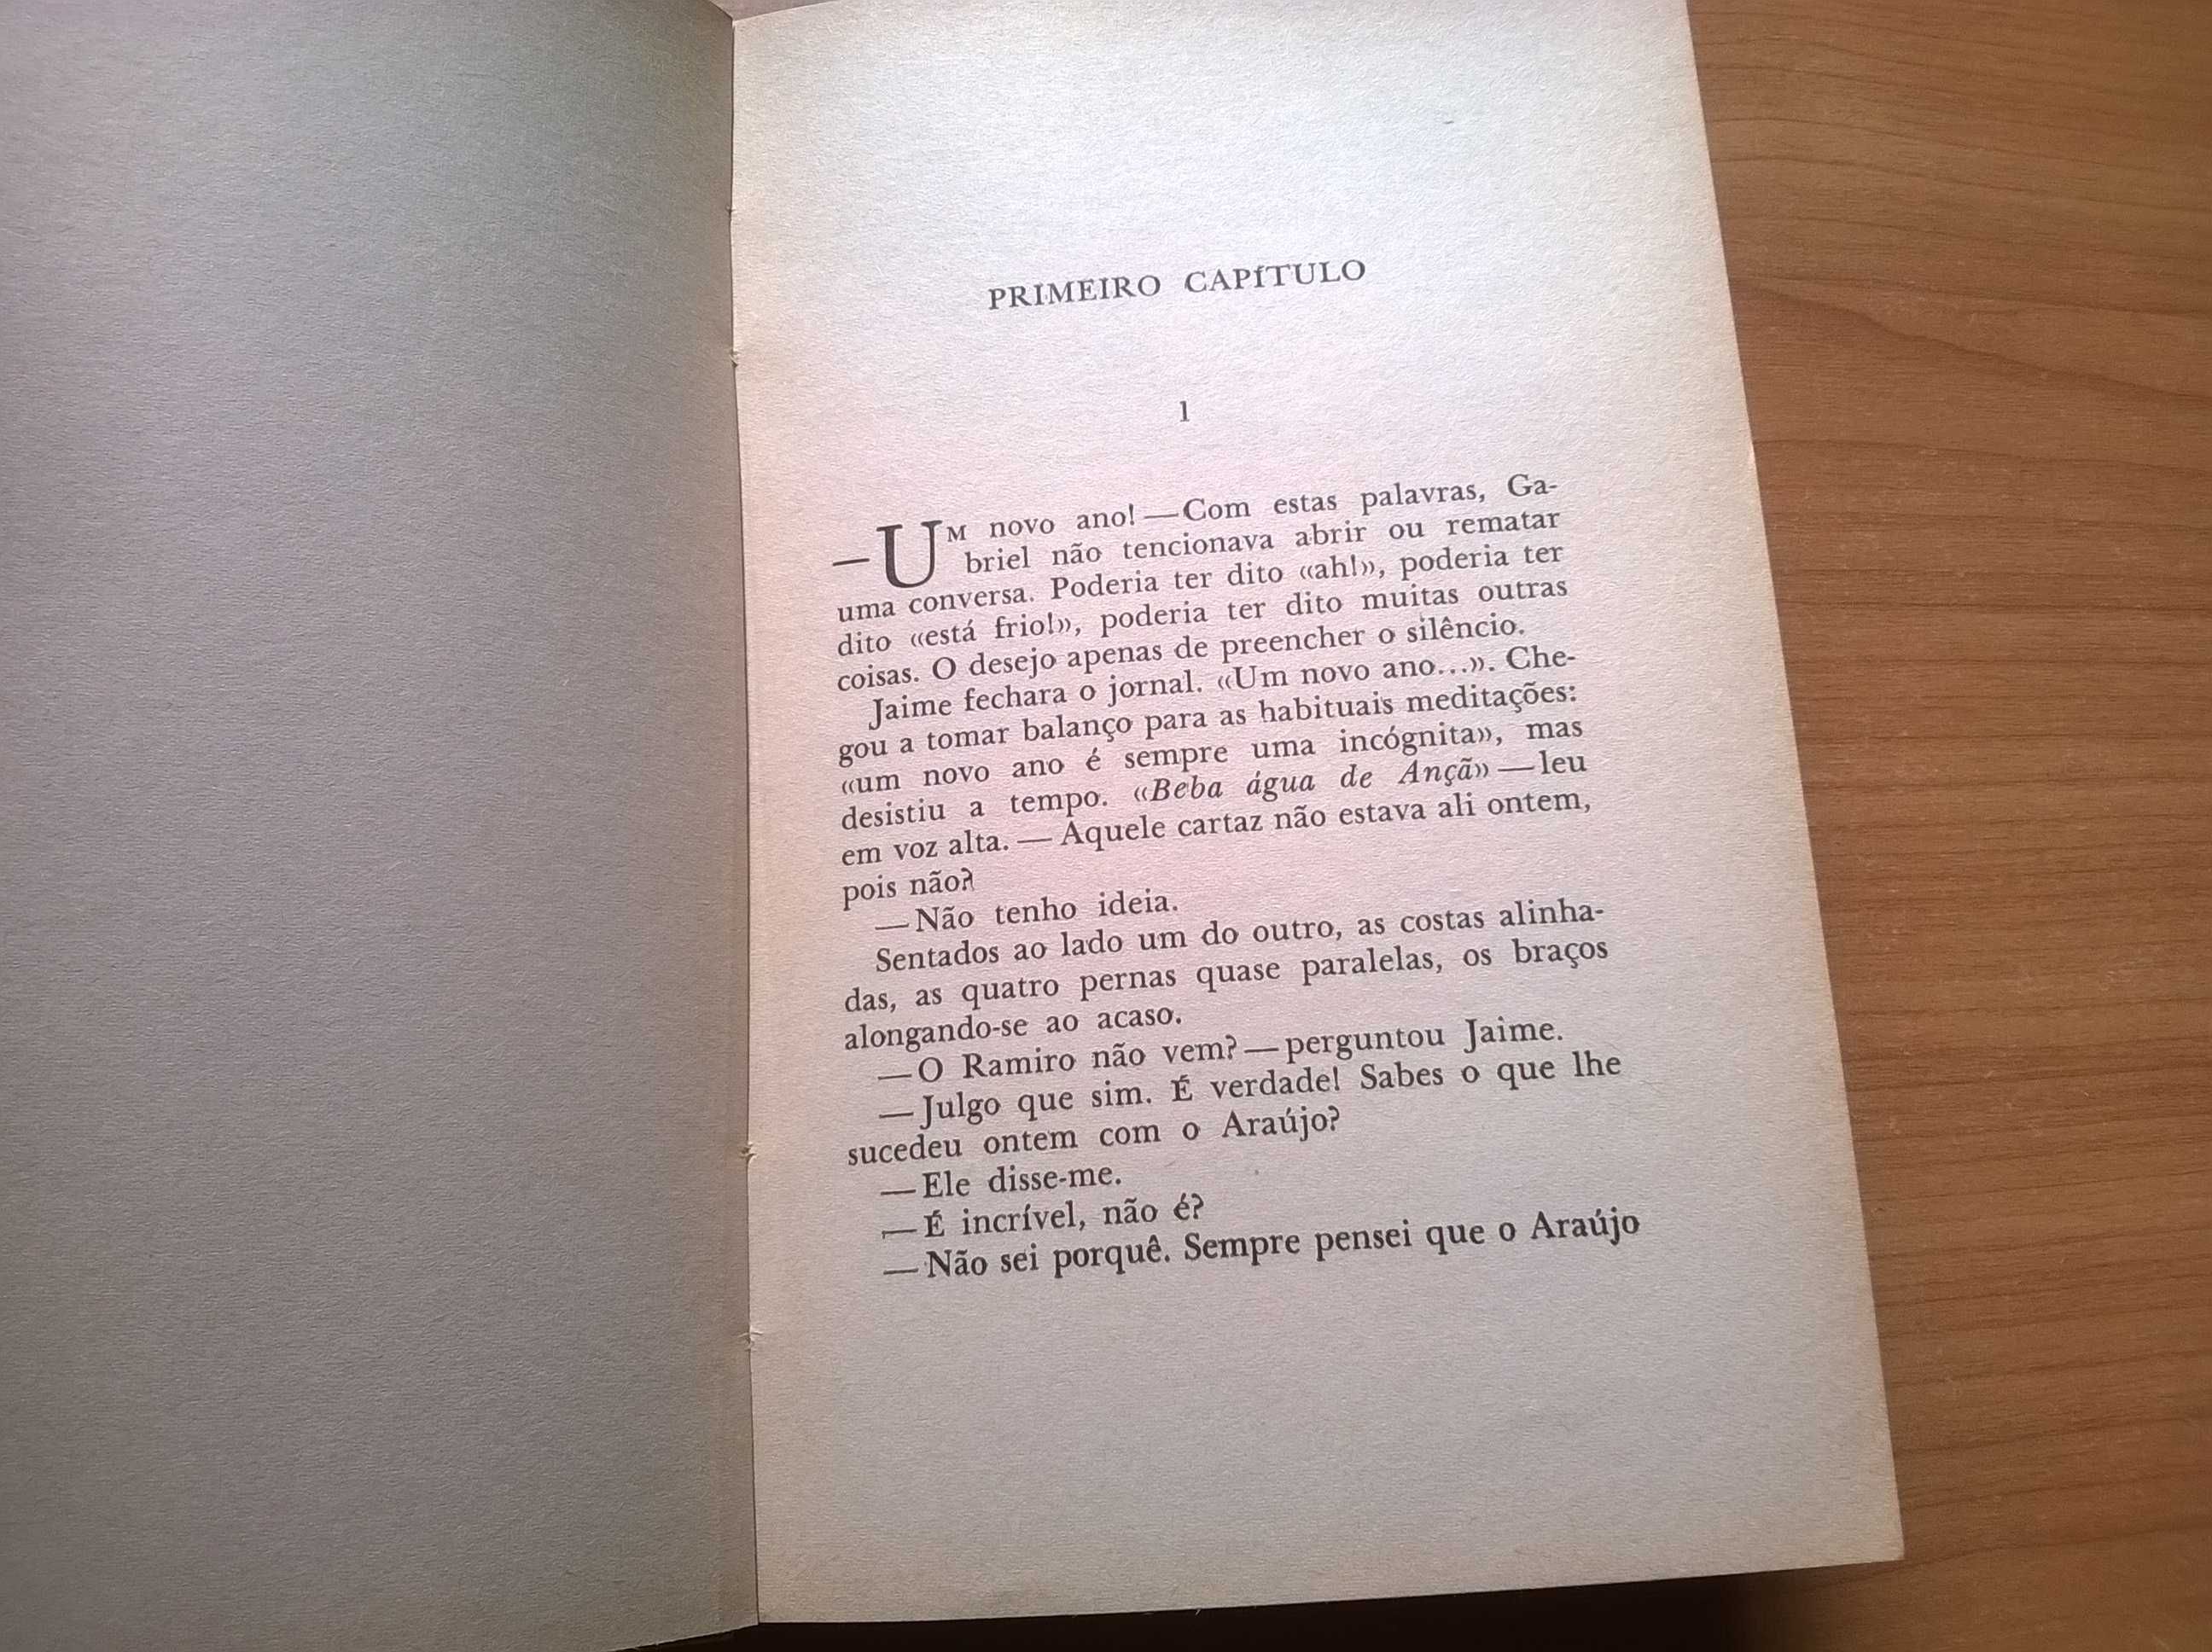 PRIMEIRO CAPÍTULO
1
—UM novo ano! — Com estas palavras, Ga-
briel não tencionava abrir ou rematar
uma conversa. Poderia ter dito «ah!», poderia ter
dito «está frio!», poderia ter dito muitas outras
coisas. O desejo apenas de preencher o silêncio.
Jaime fechara o jornal. «Um novo ano...». Che-
gou a tomar balanço para as habituais meditações:
«um novo ano é sempre uma incógnita», mas
desistiu a tempo. «Beba água de Ançã» — leu
em voz alta. — Aquele cartaz não estava ali ontem,
pois não?
— Não tenho ideia.
Sentados ao lado um do outro, as costas alinha-
das, as quatro pernas quase paralelas, os braços
alongando-se ao acaso.
— O Ramiro não vem? — perguntou Jaime.
— Julgo que sim. É verdade! Sabes o que lhe
sucedeu ontem com o Araújo?
— Ele disse-me.
— É incrível, não é?
— Não sei porquê. Sempre pensei que o Araújo